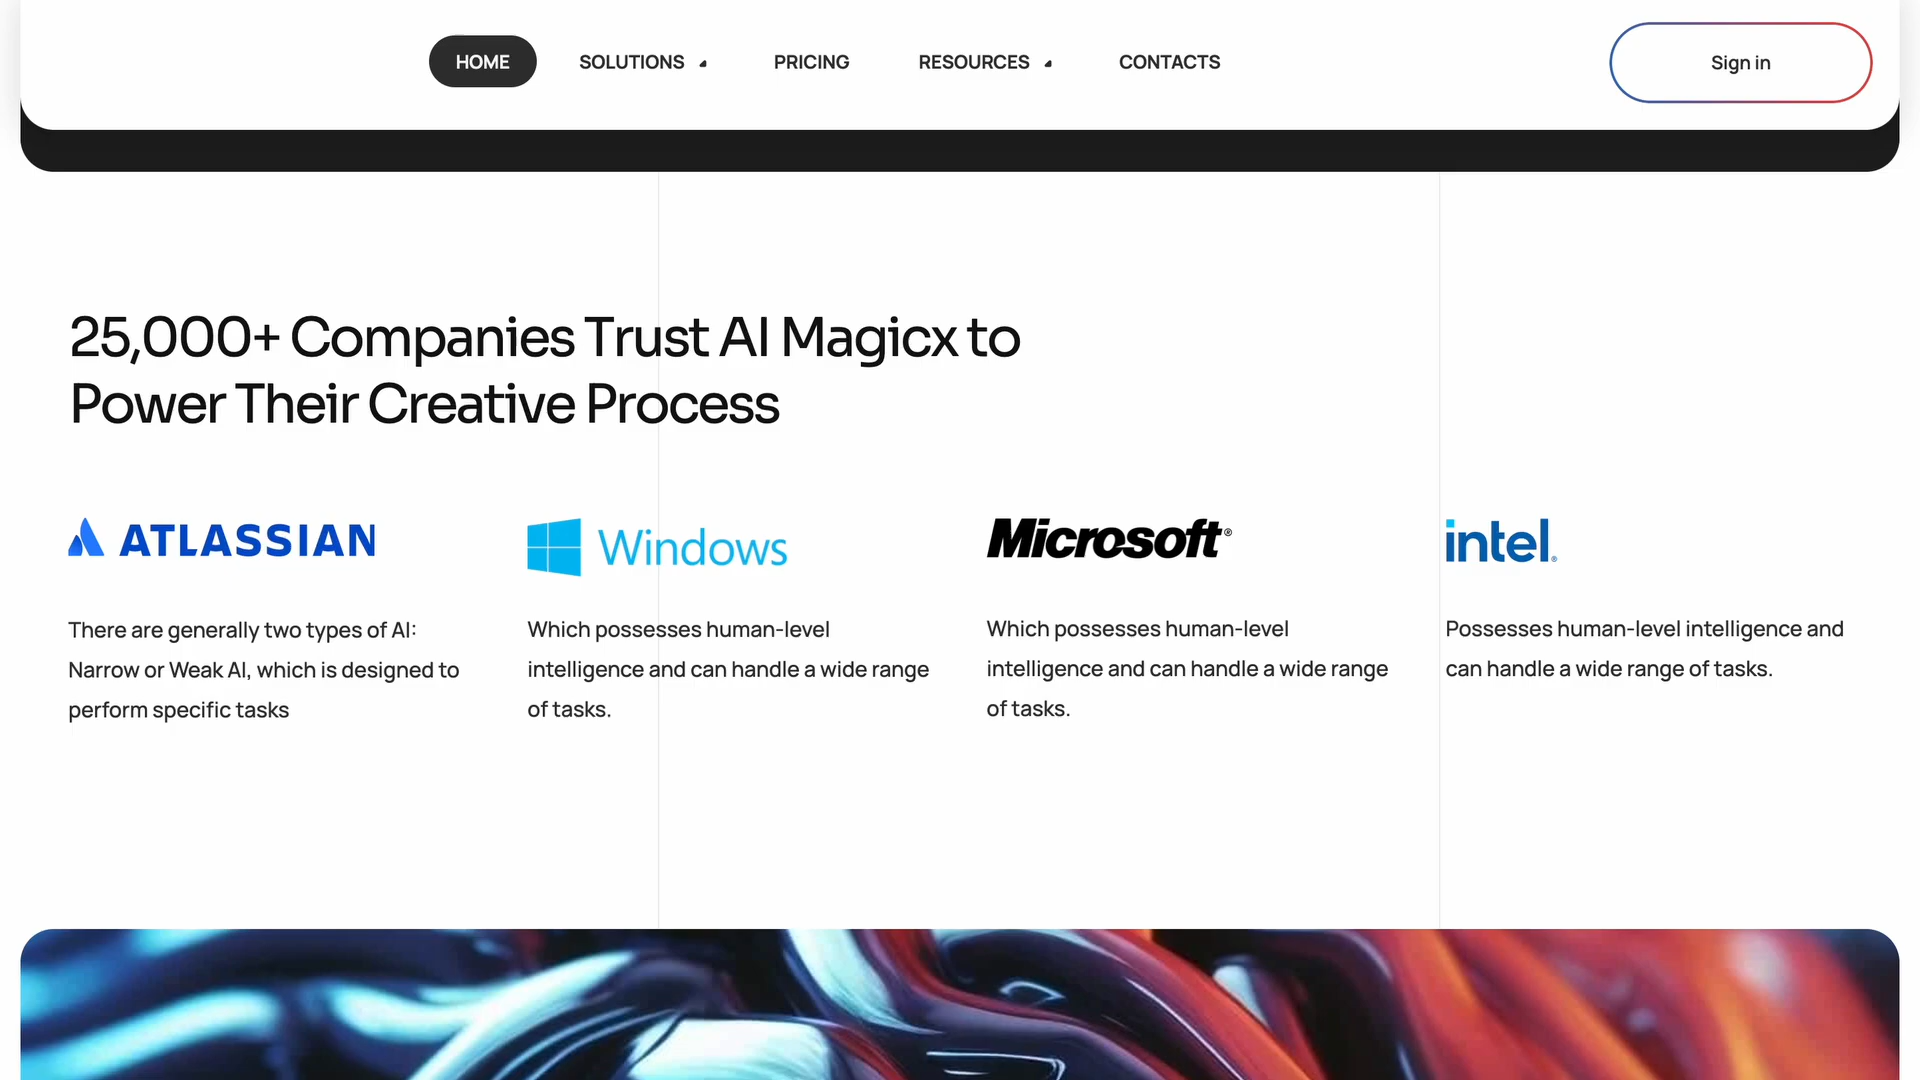 HOME SOLUTIONS PRICING RESOURCES CONTACTS Sign in
25,000+ Companies Trust AI Magicx to
Power Their Creative Process
ATLASSIAN
There are generally two types of AI:
Narrow or Weak AI, which is designed to
perform specific tasks
Windows
Which possesses human-level
intelligence and can handle a wide range
of tasks.
Microsoft®
Which possesses human-level
intelligence and can handle a wide range
of tasks.
intel®
Possesses human-level intelligence and
can handle a wide range of tasks.